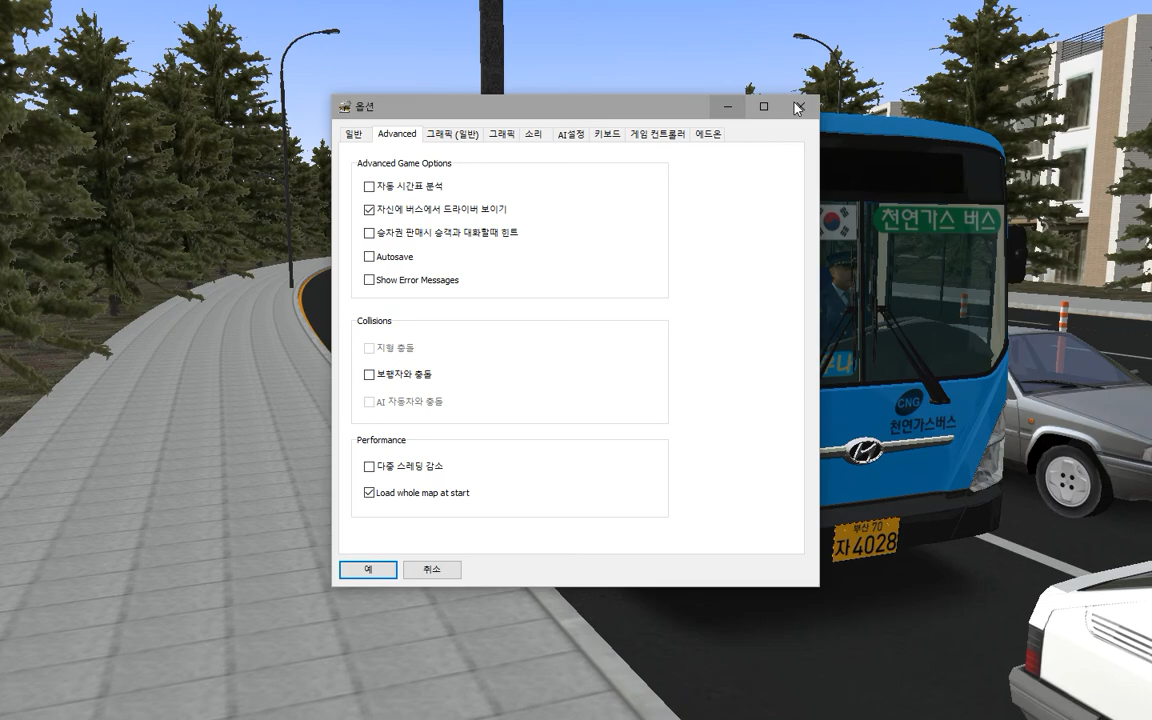 옵션
일반 Advanced 그래픽 (일반) 그래픽 소리 AI설정 키보드 게임 컨트롤러 에드온
Advanced Game Options
자동 시간표 분석
자신에 버스에서 드라이버 보이기
승차권 판매시 승객과 대화할때 힌트
Autosave
Show Error Messages
Collisions
지형 충돌
보행자와 충돌
AI 자동자와 충돌
Performance
다중 스레딩 감소
Load whole map at start
예 취소
천연가스 버스
CNG
천연가스버스
부산 70
자4028